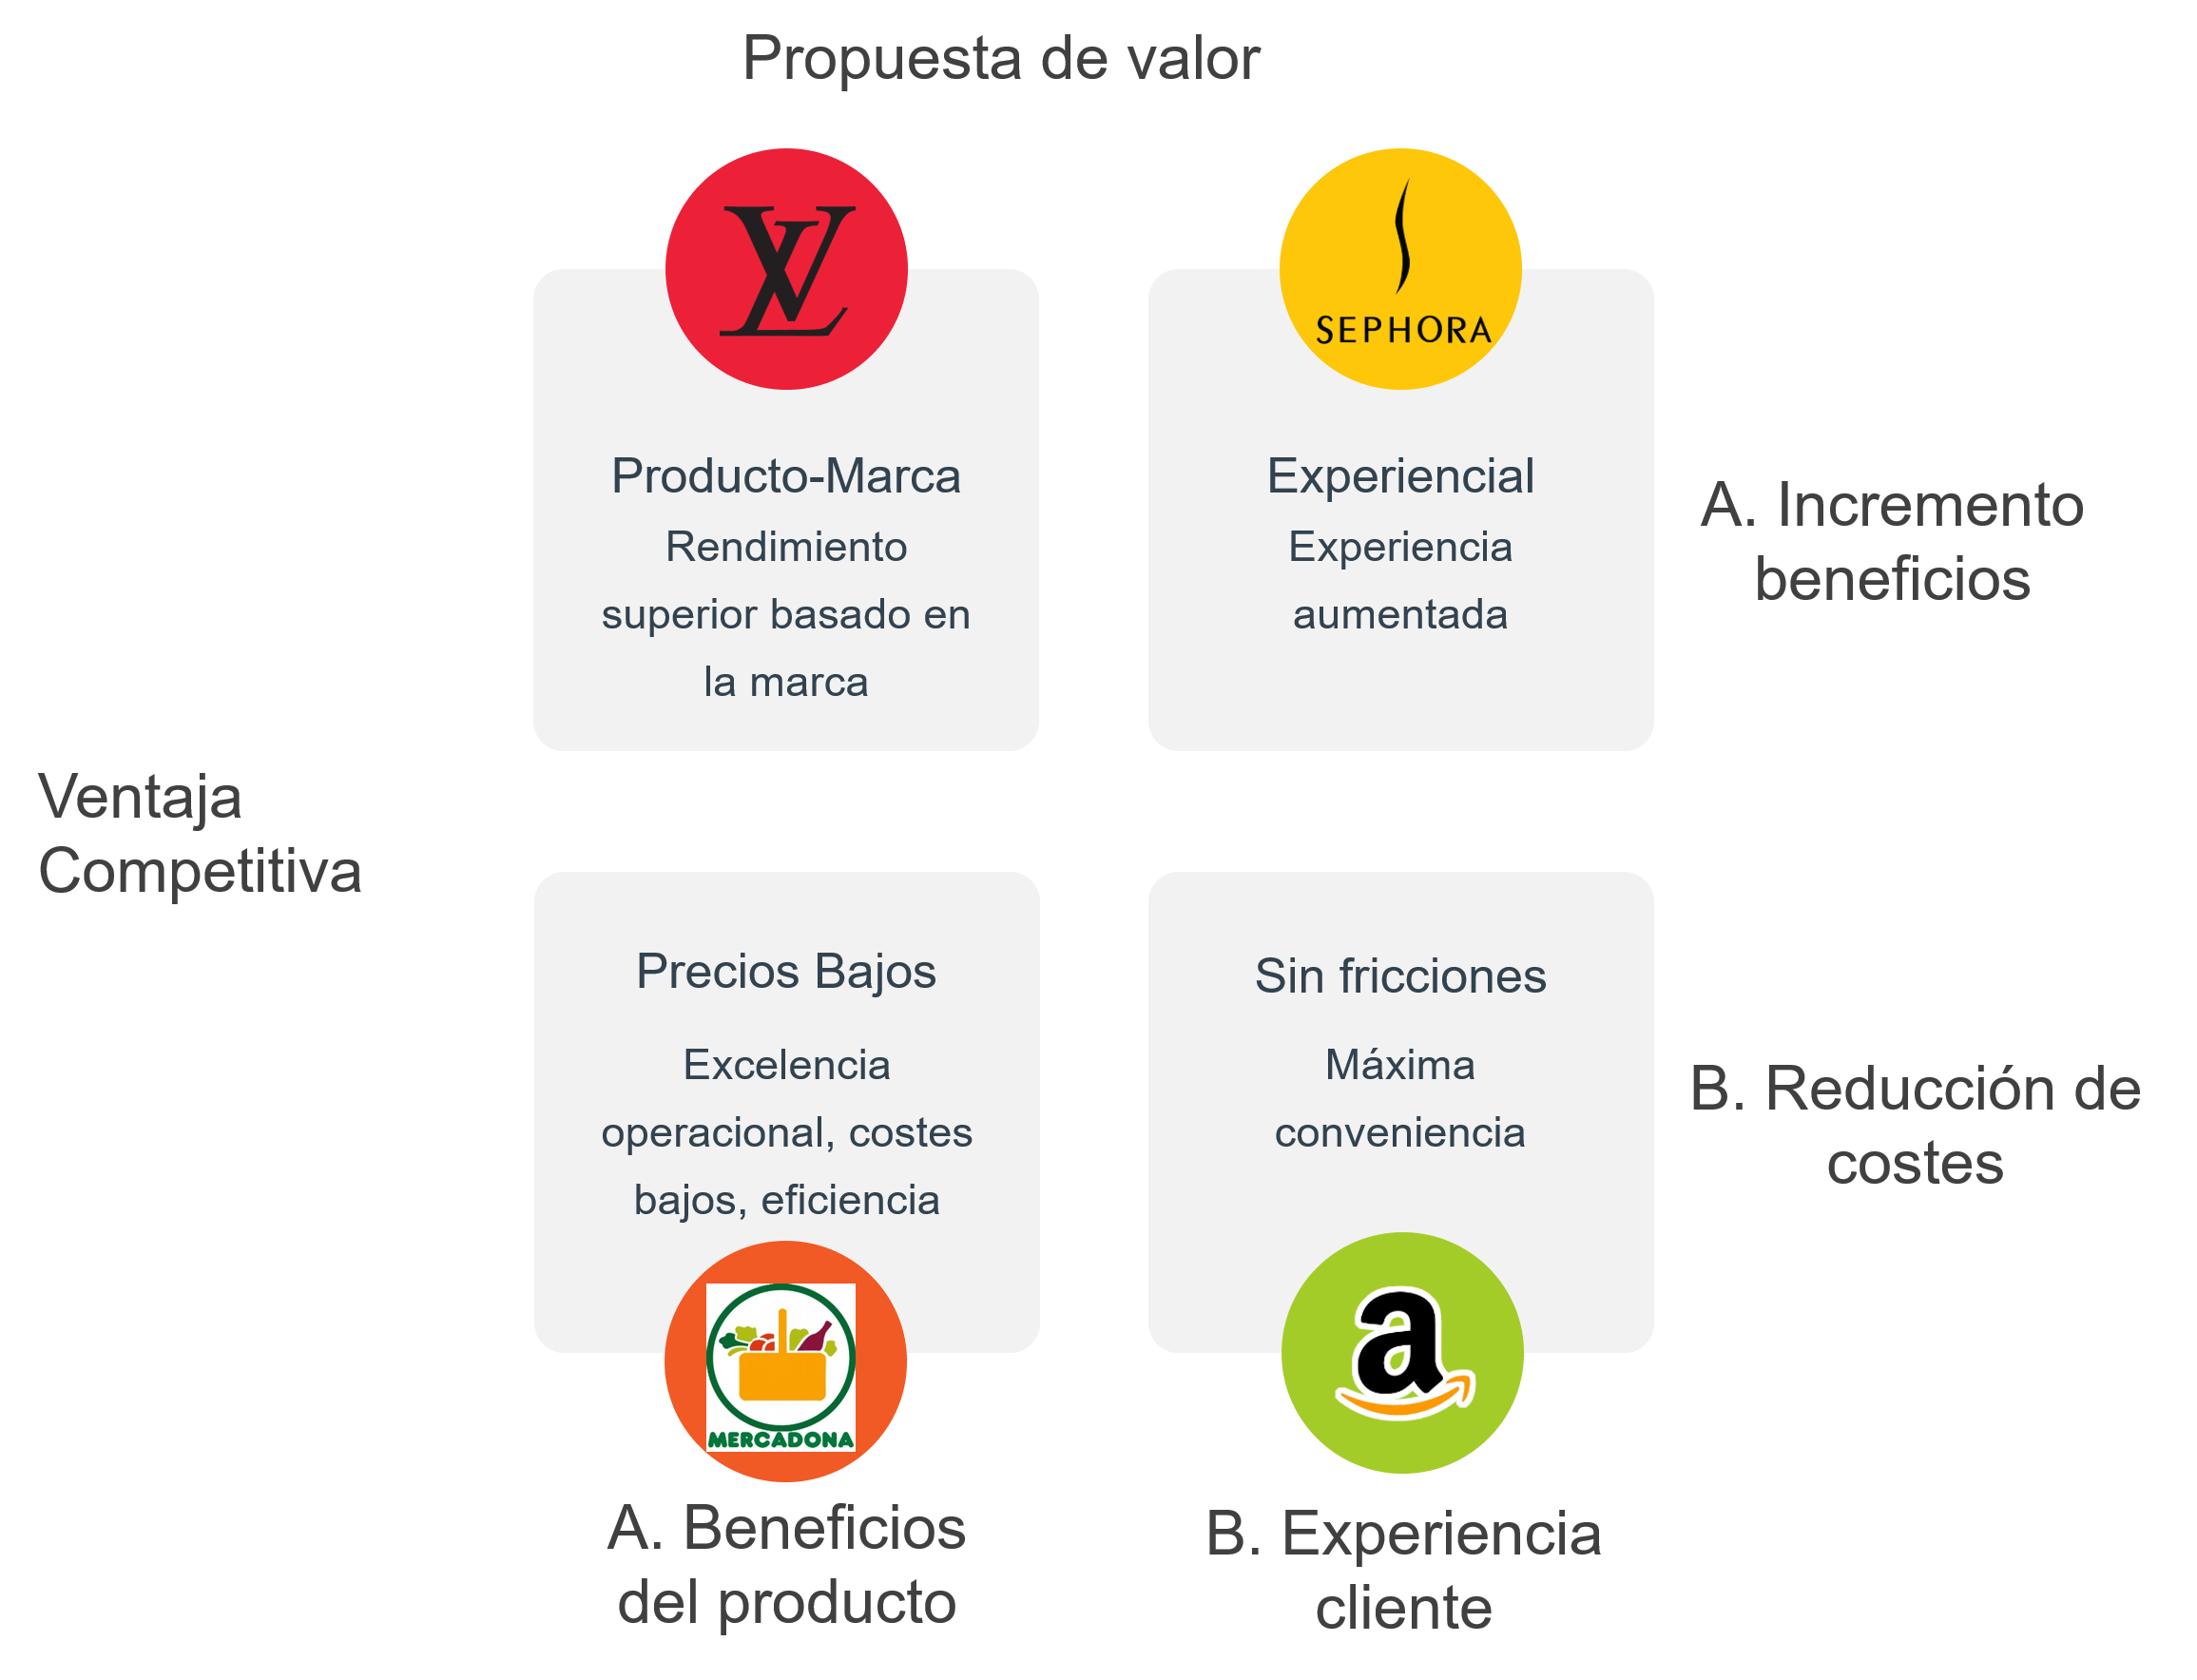 Propuesta de valor
LV
SEPHORA
Producto-Marca
Rendimiento
superior basado en
la marca
Experiencial
Experiencia
aumentada
A. Incremento
beneficios
Ventaja
Competitiva
Precios Bajos
Excelencia
operacional, costes
bajos, eficiencia
Sin fricciones
Máxima
conveniencia
B. Reducción de
costes
MERCADONA
a
A. Beneficios
del producto
B. Experiencia
cliente